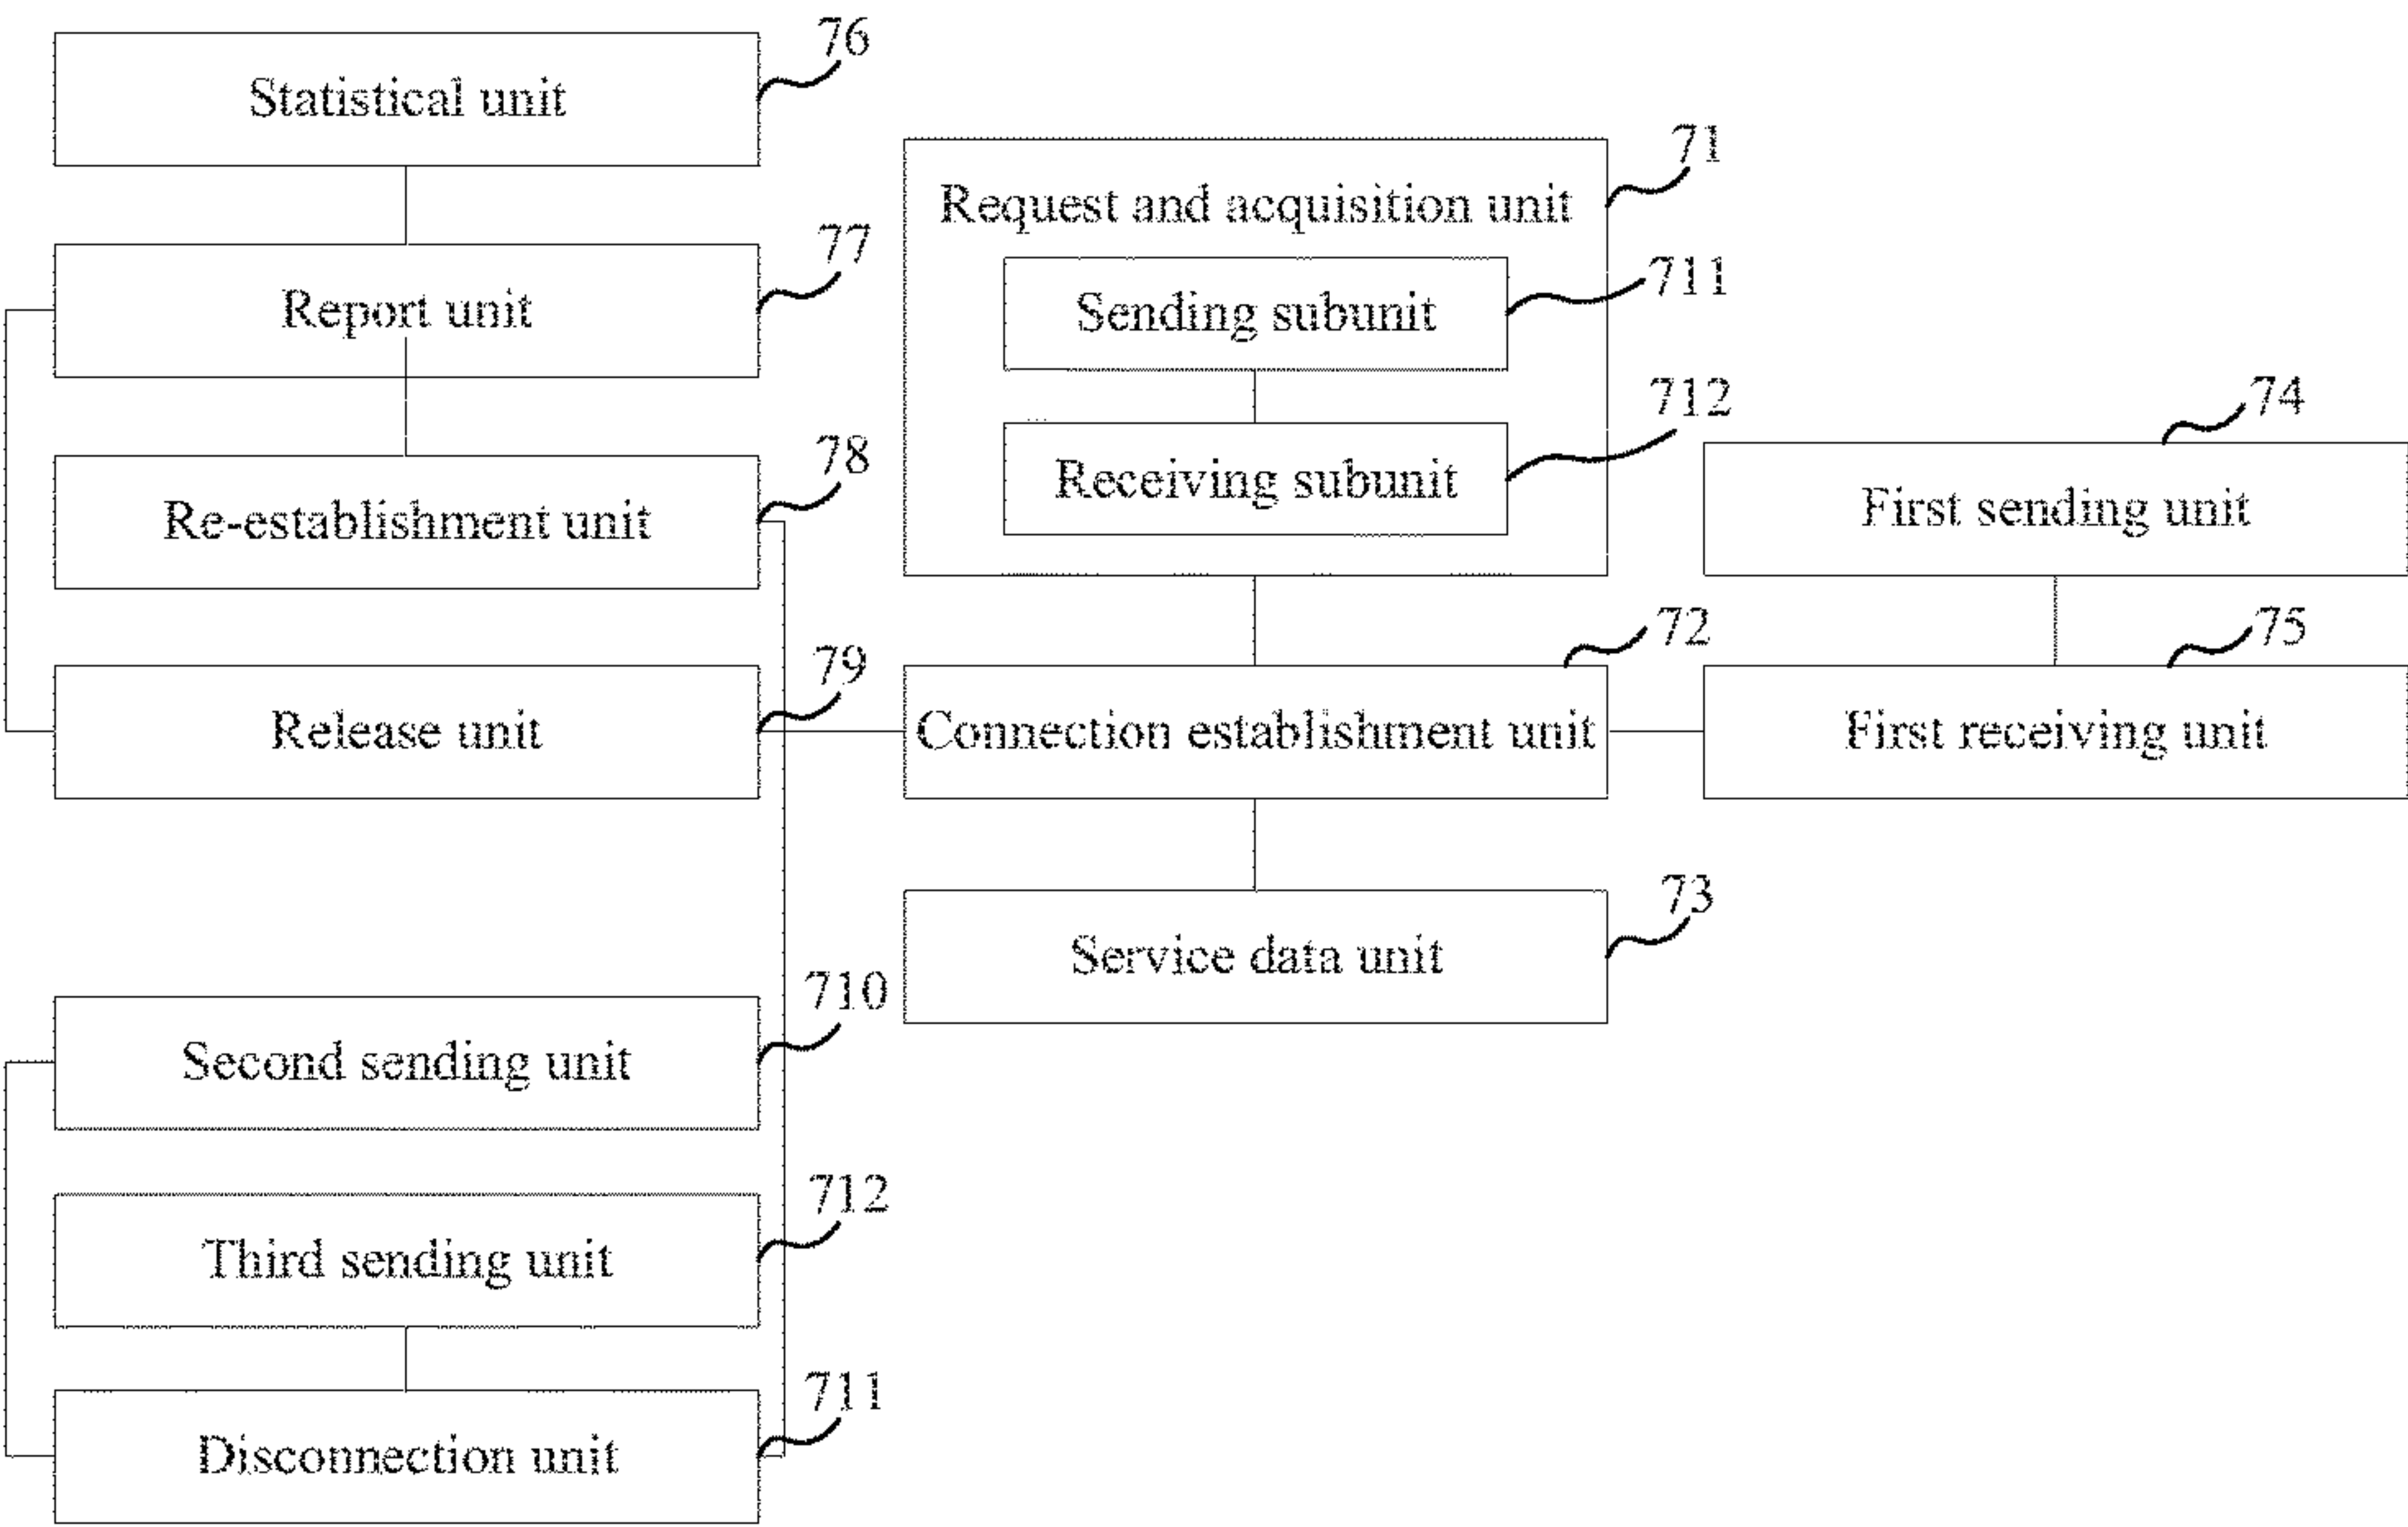 76
Statistical unit
71
Request and acquisition unit
77
Report unit
711
Sending subunit
712
Receiving subunit
74
First sending unit
78
Re-establishment unit
72
75
79
Release unit
Connection establishment unit
First receiving unit
73
Service data unit
710
Second sending unit
712
Third sending unit
711
Disconnection unit